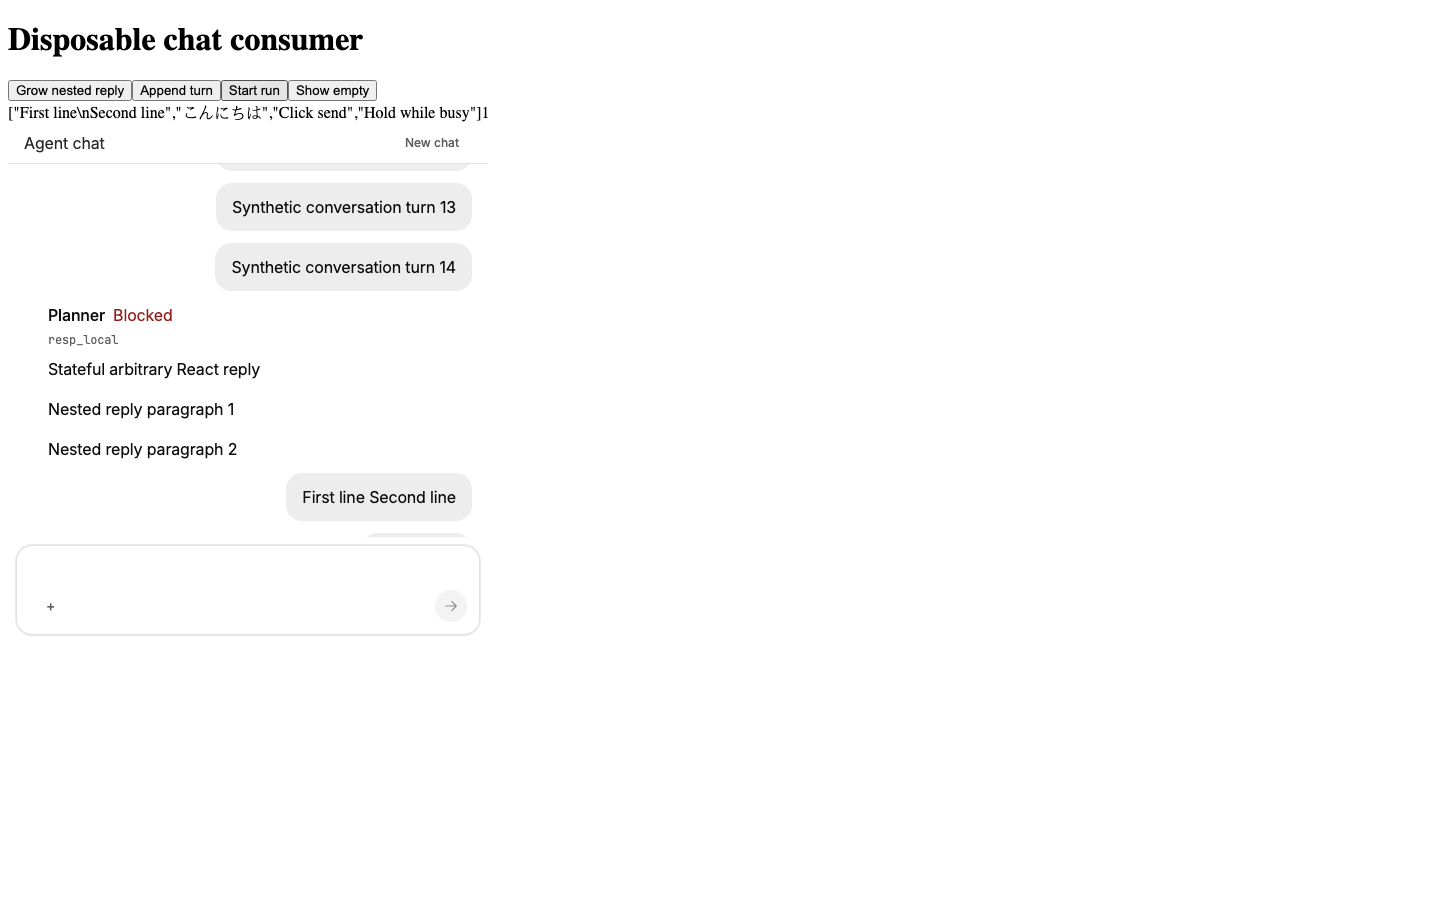 Disposable chat consumer
Grow nested reply Append turn Start run Show empty
["First line\nSecond line","こんにちは","Click send","Hold while busy"]1
Agent chat New chat
Synthetic conversation turn 13
Synthetic conversation turn 14
Planner Blocked
resp_local
Stateful arbitrary React reply
Nested reply paragraph 1
Nested reply paragraph 2
First line Second line
+